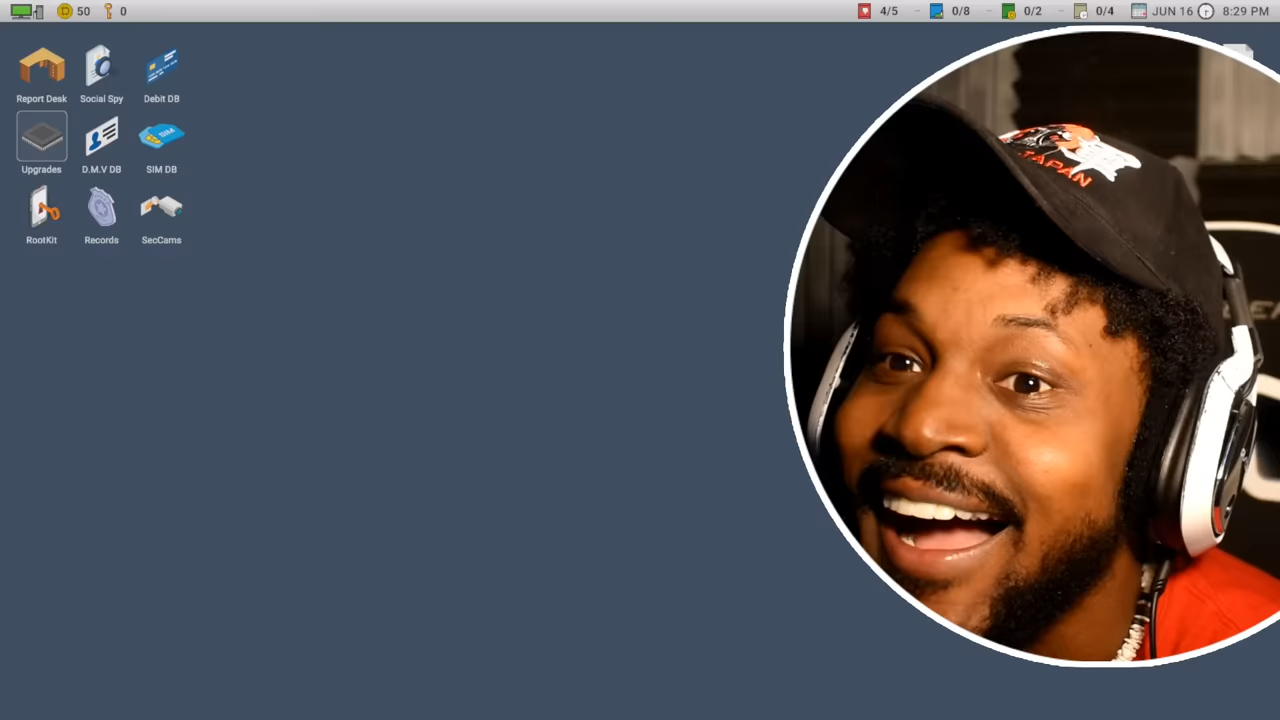 50 0 4/5 0/8 0/2 0/4 JUN 16 8:29 PM
Report Desk Social Spy Debit DB
Upgrades D.M.V DB SIM DB
SIM
RootKit Records SecCams
JAPAN